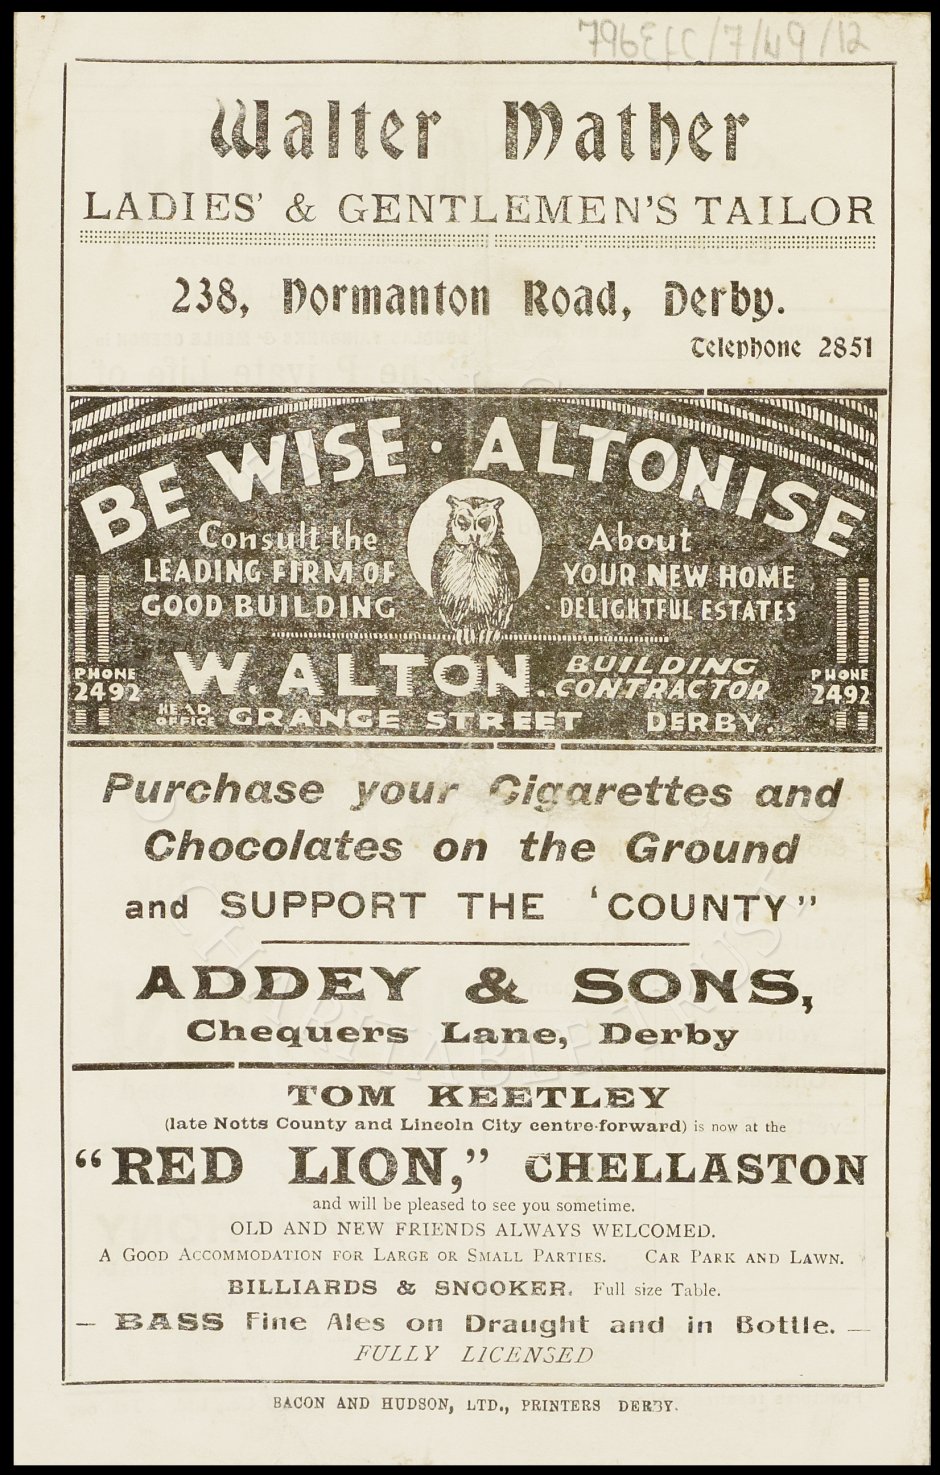 796EFC/7/49/12
Walter Mather
LADIES' & GENTLEMEN'S TAILOR
238, Normanton Road, Derby.
Telephone 2851
BE WISE · ALTONISE
Consult the
LEADING FIRM OF
GOOD BUILDING
About
YOUR NEW HOME
· DELIGHTFUL ESTATES
PHONE
2492
W. ALTON. BUILDING CONTRACTOR
HEAD OFFICE GRANGE STREET DERBY.
PHONE
2492
Purchase your Cigarettes and
Chocolates on the Ground
and SUPPORT THE ‘COUNTY”
ADDEY & SONS,
Chequers Lane, Derby
TOM KEETLEY
(late Notts County and Lincoln City centre-forward) is now at the
“RED LION,” CHELLASTON
and will be pleased to see you sometime.
OLD AND NEW FRIENDS ALWAYS WELCOMED.
A GOOD ACCOMMODATION FOR LARGE OR SMALL PARTIES. CAR PARK AND LAWN.
BILLIARDS & SNOOKER. Full size Table.
— BASS Fine Ales on Draught and in Bottle. —
FULLY LICENSED
BACON AND HUDSON, LTD., PRINTERS DERBY.
CHARITABLE TRUST